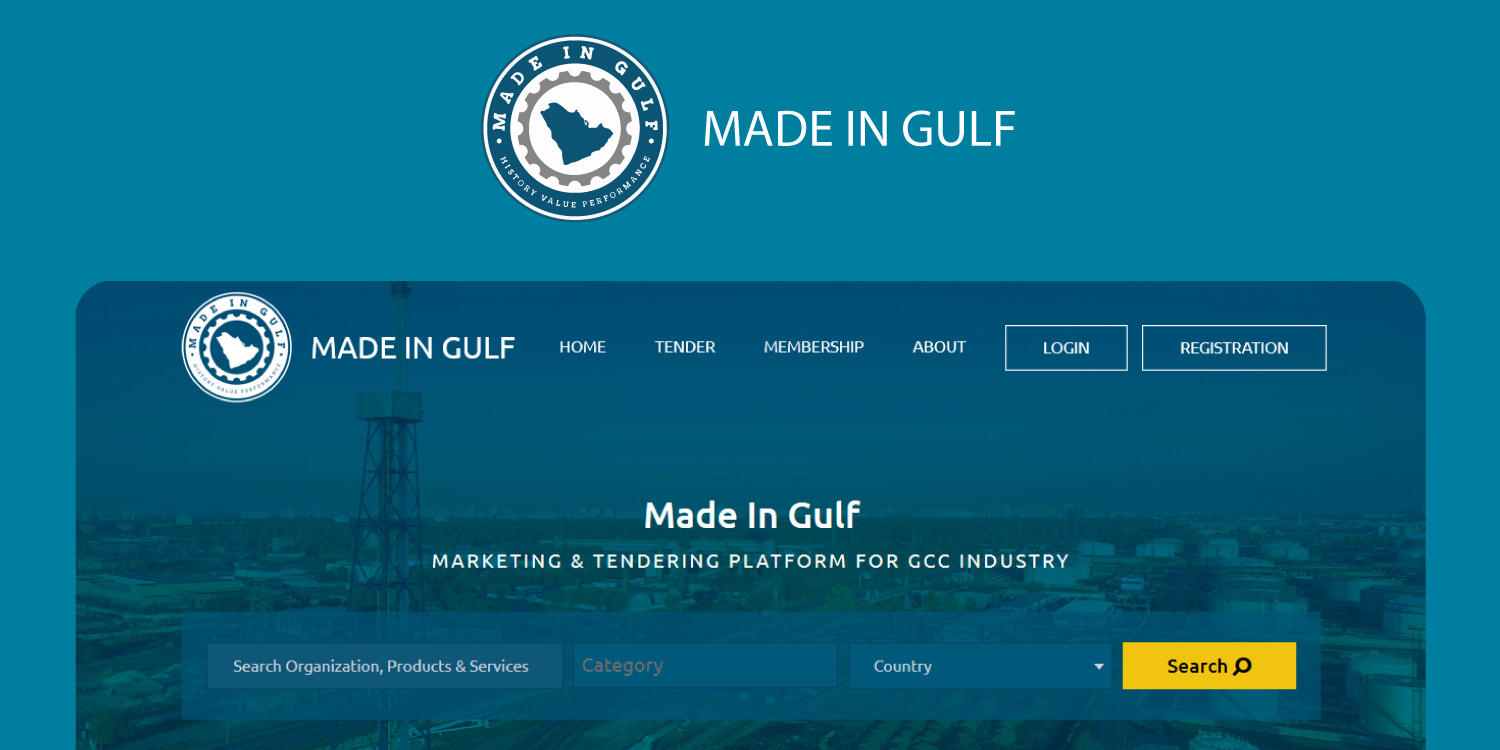 MADE IN GULF
HISTORY VALUE PERFORMANCE
MADE IN GULF
MADE IN GULF
HISTORY VALUE PERFORMANCE
MADE IN GULF
HOME
TENDER
MEMBERSHIP
ABOUT
LOGIN
REGISTRATION
Made In Gulf
MARKETING & TENDERING PLATFORM FOR GCC INDUSTRY
Search Organization, Products & Services
Category
Country
Search